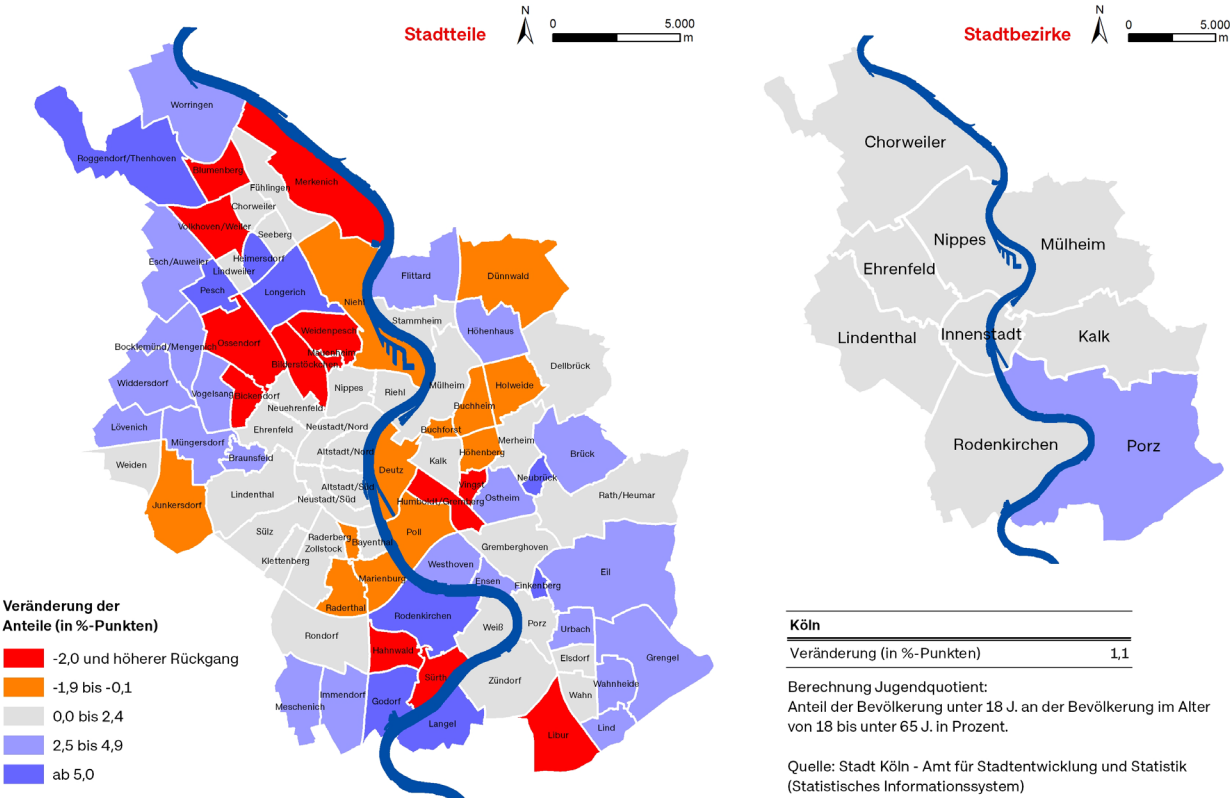 Stadtteile
N
0 5.000
m
Worringen
Roggendorf/Thenhoven
Blumenberg
Fühlingen
Merkenich
Chorweiler
Volkhoven/Weiler
Seeberg
Esch/Auweiler
Heimersdorf
Lindweiler
Pesch
Longerich
Niehl
Flittard
Dünnwald
Stammheim
Höhenhaus
Weidenpesch
Ossendorf
Bocklemünd/Mengenich
Mauenheim
Bilderstöckchen
Dellbrück
Widdersdorf
Vogelsang
Bickendorf
Nippes
Riehl
Mülheim
Holweide
Neuehrenfeld
Buchheim
Lövenich
Ehrenfeld
Neustadt/Nord
Buchforst
Müngersdorf
Altstadt/Nord
Merheim
Braunsfeld
Weiden
Kalk
Höhenberg
Brück
Deutz
Neubrück
Vingst
Lindenthal
Altstadt/Süd
Neustadt/Süd
Humboldt/Gremberg
Ostheim
Rath/Heumar
Junkersdorf
Sülz
Raderberg
Bayenthal
Poll
Zollstock
Gremberghoven
Klettenberg
Marienburg
Westhoven
Ensen
Finkenberg
Eil
Raderthal
Rodenkirchen
Rondorf
Weiß
Porz
Urbach
Hahnwald
Elsdorf
Grengel
Sürth
Zündorf
Wahnheide
Wahn
Meschenich
Immendorf
Godorf
Langel
Lind
Libur
Veränderung der
Anteile (in %-Punkten)
-2,0 und höherer Rückgang
-1,9 bis -0,1
0,0 bis 2,4
2,5 bis 4,9
ab 5,0
Stadtbezirke
N
0 5.000
m
Chorweiler
Nippes
Mülheim
Ehrenfeld
Lindenthal
Innenstadt
Kalk
Rodenkirchen
Porz
Köln
Veränderung (in %-Punkten) 1,1
Berechnung Jugendquotient:
Anteil der Bevölkerung unter 18 J. an der Bevölkerung im Alter
von 18 bis unter 65 J. in Prozent.
Quelle: Stadt Köln - Amt für Stadtentwicklung und Statistik
(Statistisches Informationssystem)